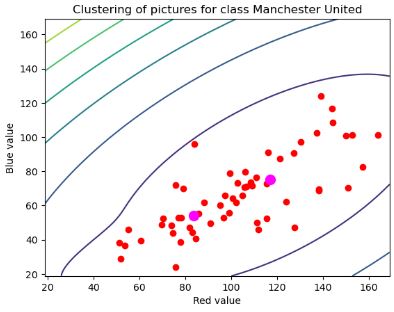 Clustering of pictures for class Manchester United
160
140
120
100
80
60
40
20
Blue value
20 40 60 80 100 120 140 160
Red value